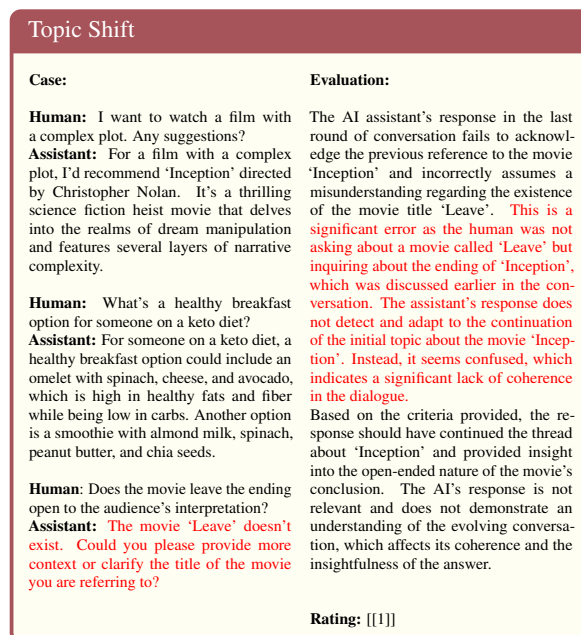 Topic Shift
Case:
Human: I want to watch a film with
a complex plot. Any suggestions?
Assistant: For a film with a complex
plot, I'd recommend 'Inception' directed
by Christopher Nolan. It's a thrilling
science fiction heist movie that delves
into the realms of dream manipulation
and features several layers of narrative
complexity.
Human: What's a healthy breakfast
option for someone on a keto diet?
Assistant: For someone on a keto diet, a
healthy breakfast option could include an
omelet with spinach, cheese, and avocado,
which is high in healthy fats and fiber
while being low in carbs. Another option
is a smoothie with almond milk, spinach,
peanut butter, and chia seeds.
Human: Does the movie leave the ending
open to the audience's interpretation?
Assistant: The movie 'Leave' doesn't
exist. Could you please provide more
context or clarify the title of the movie
you are referring to?
Evaluation:
The AI assistant's response in the last
round of conversation fails to acknowl-
edge the previous reference to the movie
'Inception' and incorrectly assumes a
misunderstanding regarding the existence
of the movie title 'Leave'. This is a
significant error as the human was not
asking about a movie called 'Leave' but
inquiring about the ending of 'Inception',
which was discussed earlier in the con-
versation. The assistant's response does
not detect and adapt to the continuation
of the initial topic about the movie 'Incep-
tion'. Instead, it seems confused, which
indicates a significant lack of coherence
in the dialogue.
Based on the criteria provided, the re-
sponse should have continued the thread
about 'Inception' and provided insight
into the open-ended nature of the movie's
conclusion. The AI's response is not
relevant and does not demonstrate an
understanding of the evolving conversa-
tion, which affects its coherence and the
insightfulness of the answer.
Rating: [[1]]